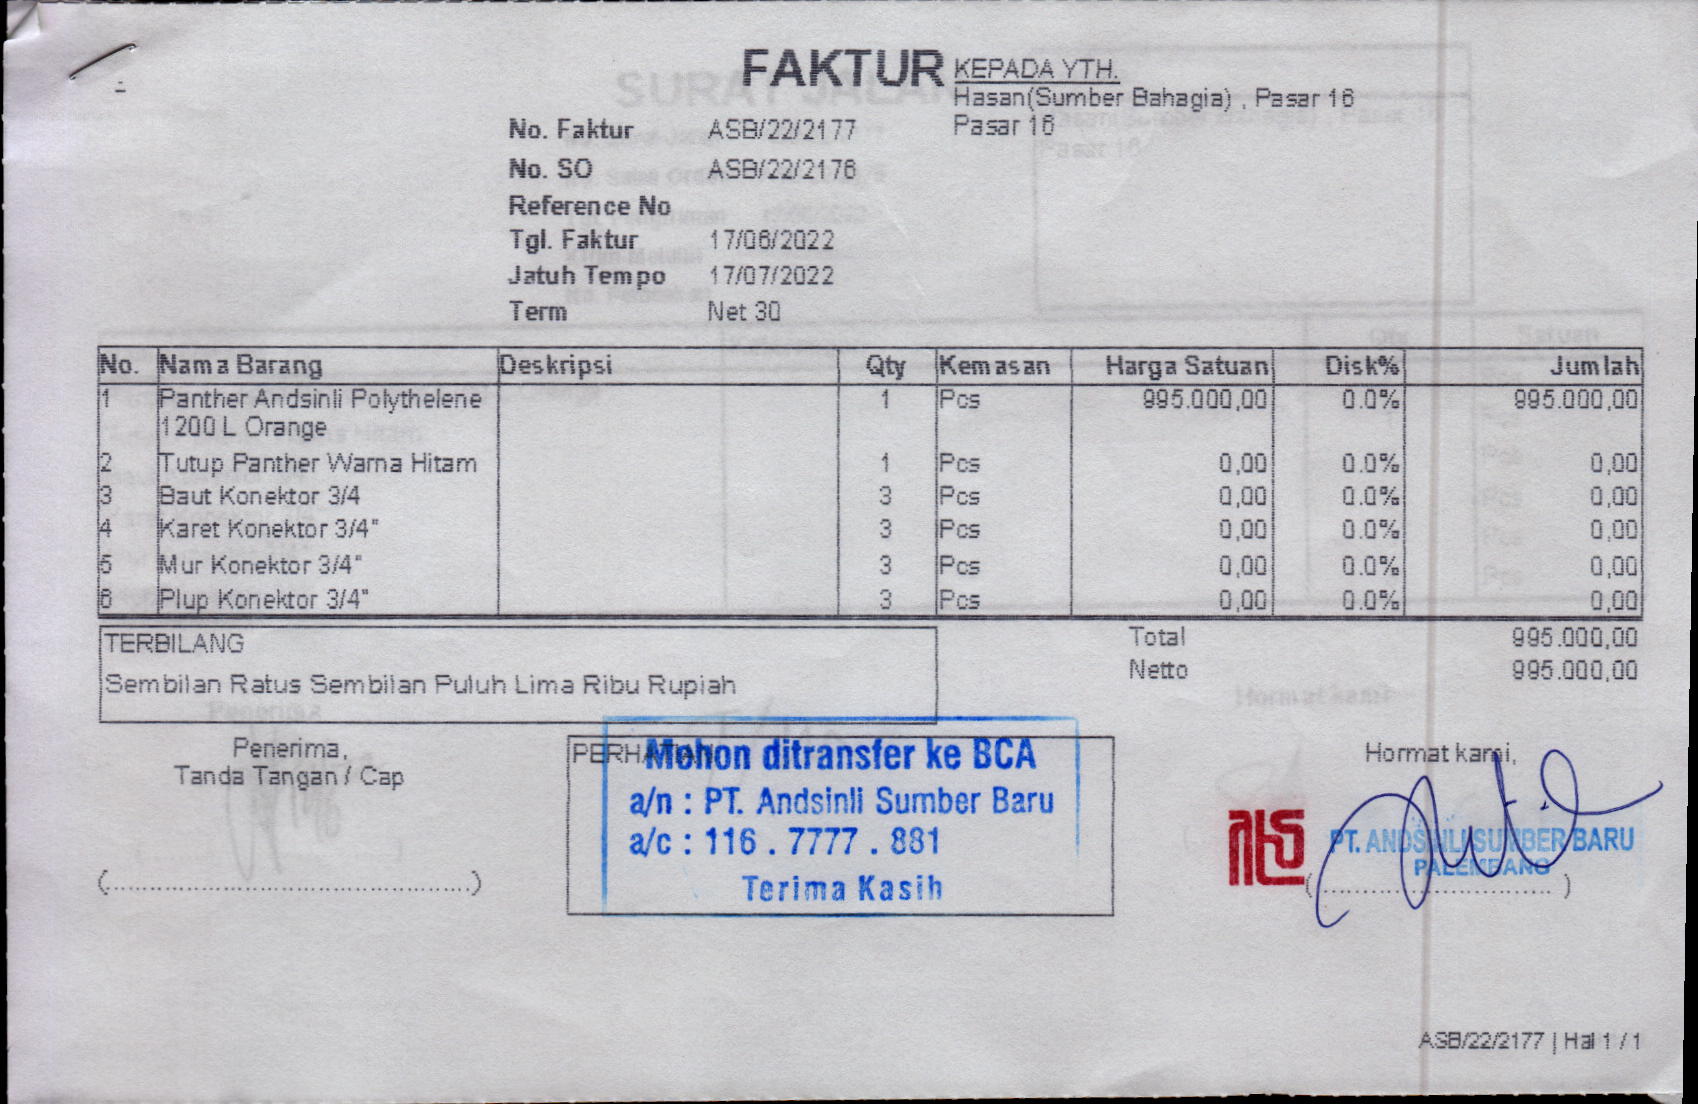 FAKTUR
KEPADA YTH.
Hasan(Sumber Bahagia) , Pasar 16
Pasar 16
No. Faktur ASB/22/2177
No. SO ASB/22/2176
Reference No
Tgl. Faktur 17/06/2022
Jatuh Tempo 17/07/2022
Term Net 30
No. Nama Barang Deskripsi Qty Kemasan Harga Satuan Disk% Jumlah
1 Panther Andsinli Polythelene 1 Pcs 995.000,00 0.0% 995.000,00
1200 L Orange
2 Tutup Panther Warna Hitam 1 Pcs 0,00 0.0% 0,00
3 Baut Konektor 3/4 3 Pcs 0,00 0.0% 0,00
4 Karet Konektor 3/4" 3 Pcs 0,00 0.0% 0,00
5 Mur Konektor 3/4" 3 Pcs 0,00 0.0% 0,00
6 Plup Konektor 3/4" 3 Pcs 0,00 0.0% 0,00
TERBILANG
Sembilan Ratus Sembilan Puluh Lima Ribu Rupiah
Total 995.000,00
Netto 995.000,00
Penerima,
Tanda Tangan / Cap
(..............................................)
PERHATIAN
Mohon ditransfer ke BCA
a/n : PT. Andsinli Sumber Baru
a/c : 116 . 7777 . 881
Terima Kasih
Hormat kami,
PT. ANDSINLI SUMBER BARU
PALEMBANG
(..............................)
ASB/22/2177 | Hal 1 / 1